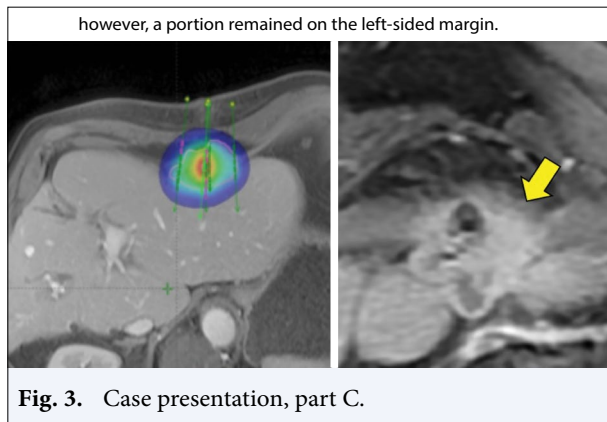 however, a portion remained on the left-sided margin.
Fig. 3. Case presentation, part C.